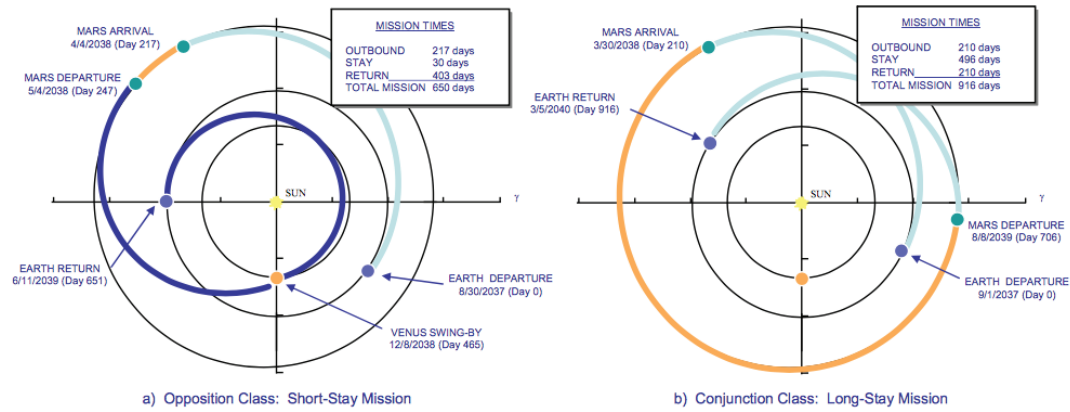 MARS ARRIVAL
4/4/2038 (Day 217)
MARS DEPARTURE
5/4/2038 (Day 247)
MISSION TIMES
OUTBOUND 217 days
STAY 30 days
RETURN 403 days
TOTAL MISSION 650 days
SUN
γ
EARTH RETURN
6/11/2039 (Day 651)
EARTH DEPARTURE
8/30/2037 (Day 0)
VENUS SWING-BY
12/8/2038 (Day 465)
a) Opposition Class: Short-Stay Mission
MARS ARRIVAL
3/30/2038 (Day 210)
MISSION TIMES
OUTBOUND 210 days
STAY 496 days
RETURN 210 days
TOTAL MISSION 916 days
EARTH RETURN
3/5/2040 (Day 916)
SUN
γ
MARS DEPARTURE
8/8/2039 (Day 706)
EARTH DEPARTURE
9/1/2037 (Day 0)
b) Conjunction Class: Long-Stay Mission